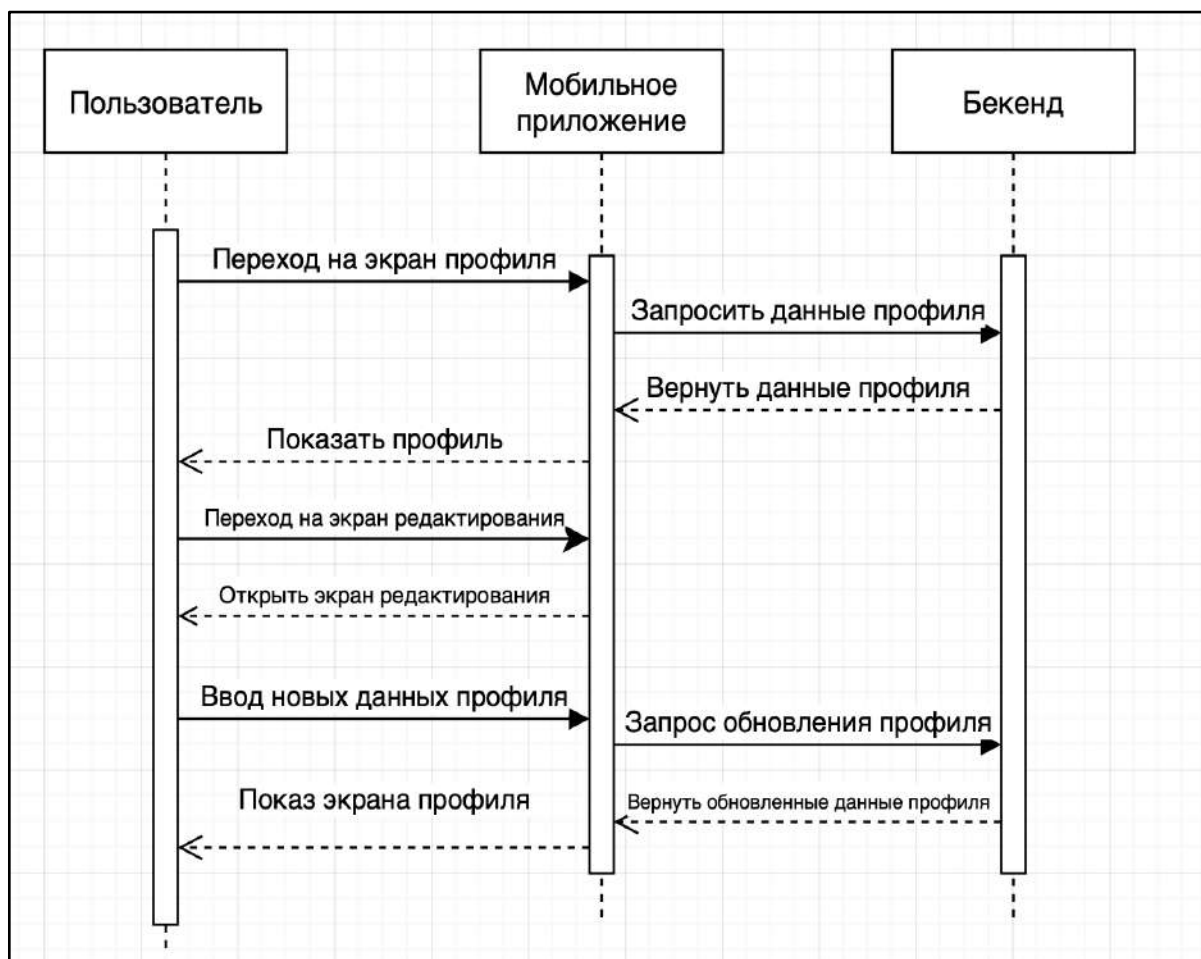 Пользователь
Мобильное
приложение
Бекенд
Переход на экран профиля
Запросить данные профиля
Вернуть данные профиля
Показать профиль
Переход на экран редактирования
Открыть экран редактирования
Ввод новых данных профиля
Запрос обновления профиля
Показ экрана профиля
Вернуть обновленные данные профиля